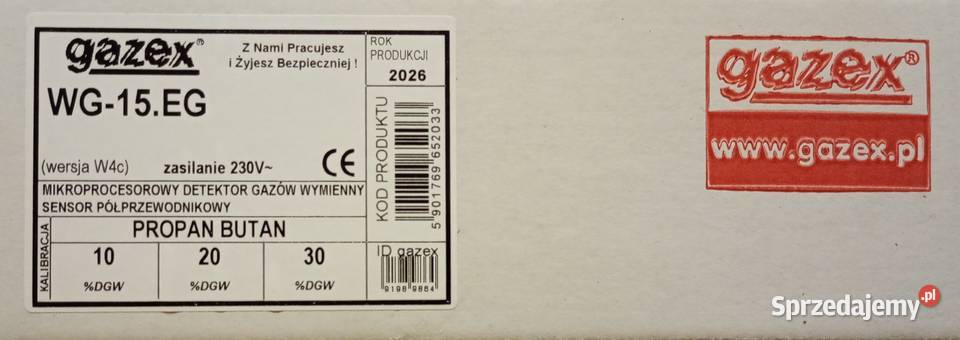 gazex®
Z Nami Pracujesz
i Żyjesz Bezpieczniej !
WG-15.EG
(wersja W4c) zasilanie 230V~ CE
MIKROPROCESOROWY DETEKTOR GAZÓW WYMIENNY
SENSOR PÓŁPRZEWODNIKOWY
KALIBRACJA
PROPAN BUTAN
10 20 30
%DGW %DGW %DGW
ROK
PRODUKCJI
2026
KOD PRODUKTU
5 901769 652033
ID gazex
91989864
gazex®
www.gazex.pl
Sprzedajemy.pl